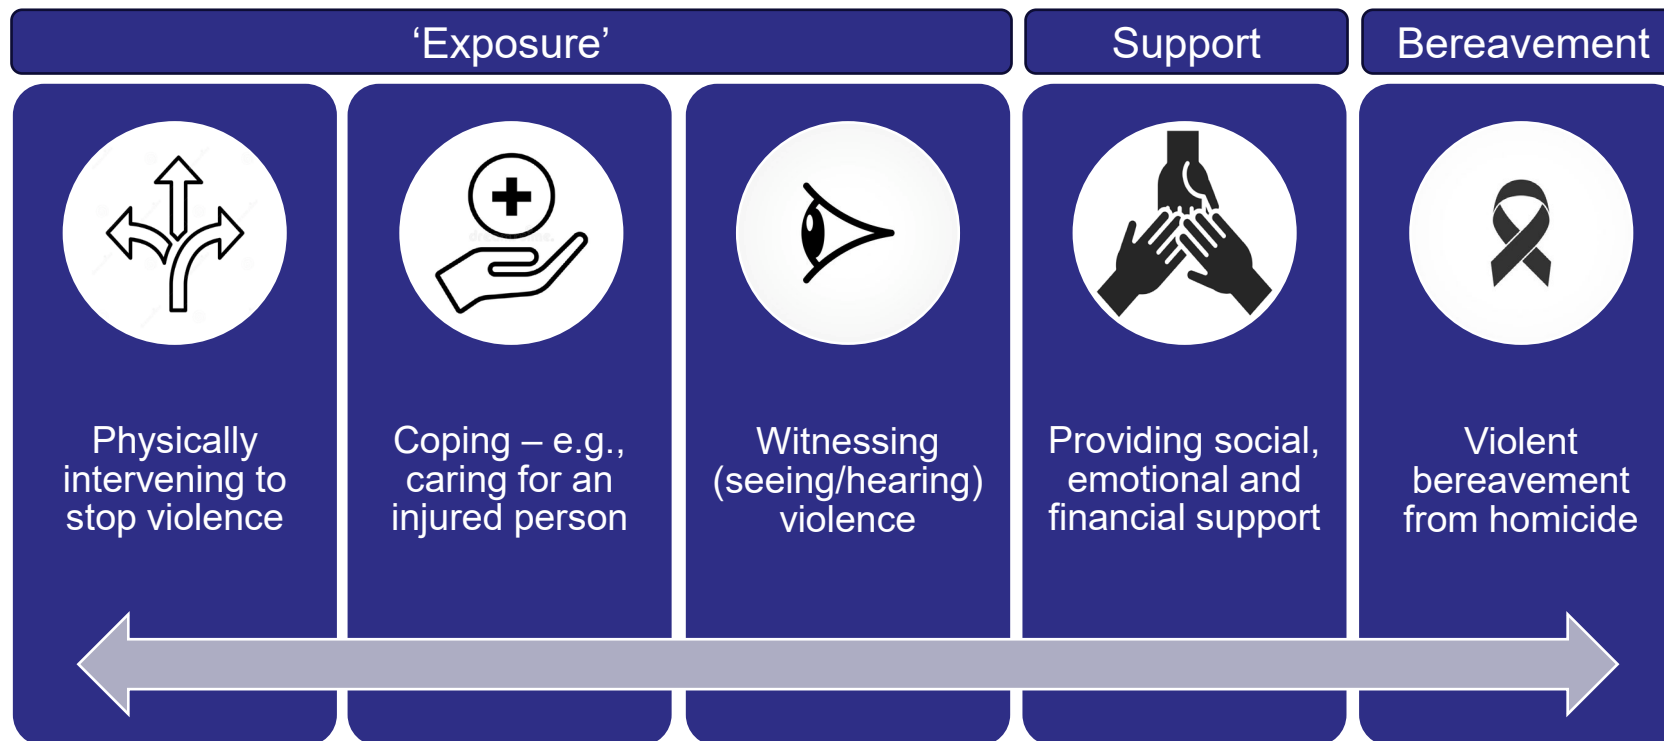 ‘Exposure’
Support
Bereavement
Physically
intervening to
stop violence
Coping – e.g.,
caring for an
injured person
Witnessing
(seeing/hearing)
violence
Providing social,
emotional and
financial support
Violent
bereavement
from homicide